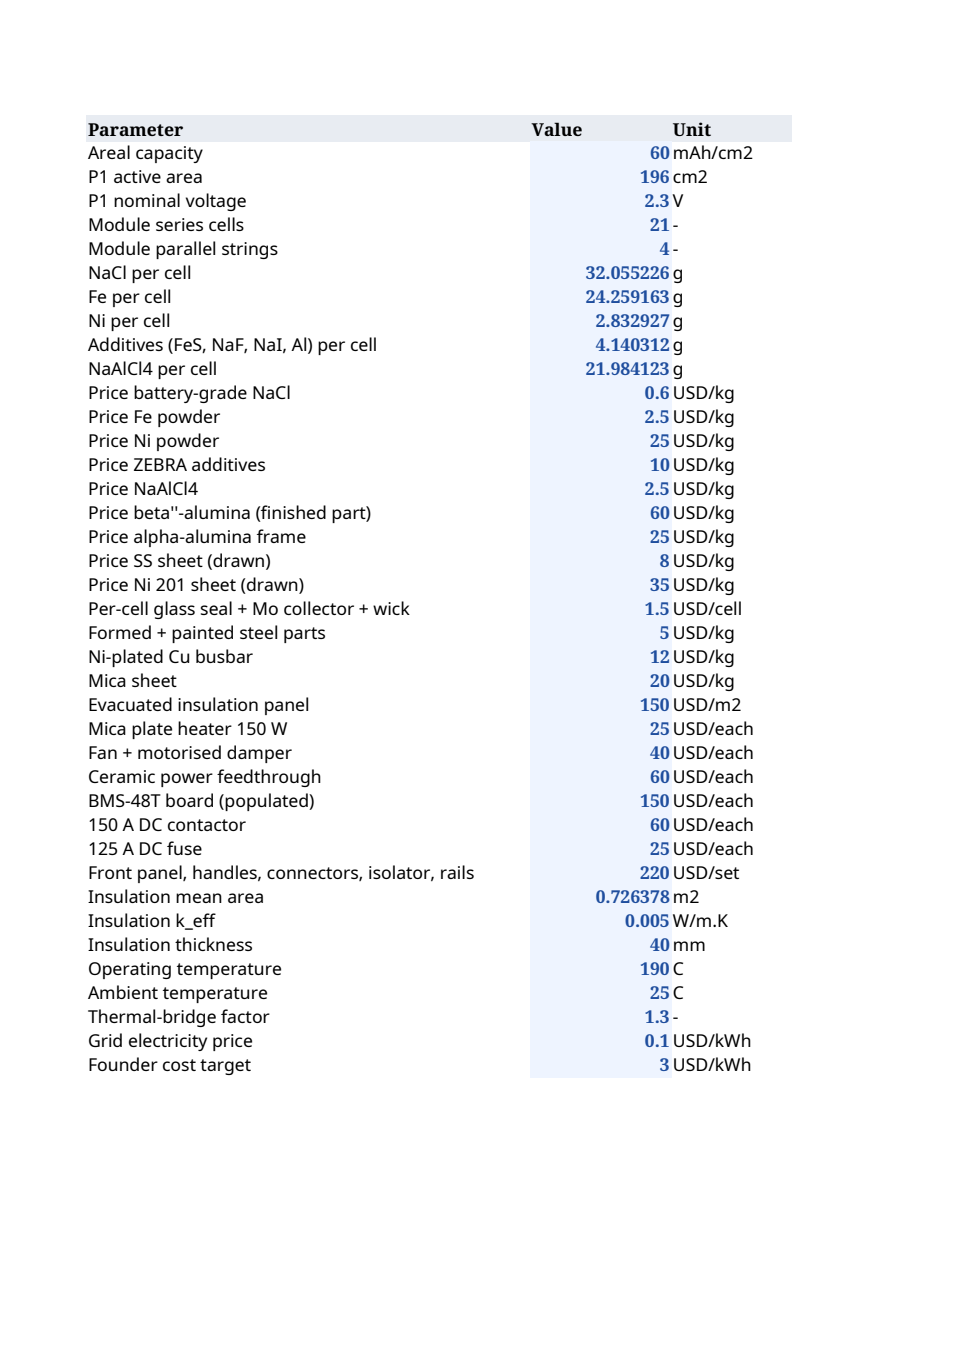 Parameter Value Unit
Areal capacity 60 mAh/cm2
P1 active area 196 cm2
P1 nominal voltage 2.3 V
Module series cells 21 -
Module parallel strings 4 -
NaCl per cell 32.055226 g
Fe per cell 24.259163 g
Ni per cell 2.832927 g
Additives (FeS, NaF, NaI, Al) per cell 4.140312 g
NaAlCl4 per cell 21.984123 g
Price battery-grade NaCl 0.6 USD/kg
Price Fe powder 2.5 USD/kg
Price Ni powder 25 USD/kg
Price ZEBRA additives 10 USD/kg
Price NaAlCl4 2.5 USD/kg
Price beta''-alumina (finished part) 60 USD/kg
Price alpha-alumina frame 25 USD/kg
Price SS sheet (drawn) 8 USD/kg
Price Ni 201 sheet (drawn) 35 USD/kg
Per-cell glass seal + Mo collector + wick 1.5 USD/cell
Formed + painted steel parts 5 USD/kg
Ni-plated Cu busbar 12 USD/kg
Mica sheet 20 USD/kg
Evacuated insulation panel 150 USD/m2
Mica plate heater 150 W 25 USD/each
Fan + motorised damper 40 USD/each
Ceramic power feedthrough 60 USD/each
BMS-48T board (populated) 150 USD/each
150 A DC contactor 60 USD/each
125 A DC fuse 25 USD/each
Front panel, handles, connectors, isolator, rails 220 USD/set
Insulation mean area 0.726378 m2
Insulation k_eff 0.005 W/m.K
Insulation thickness 40 mm
Operating temperature 190 C
Ambient temperature 25 C
Thermal-bridge factor 1.3 -
Grid electricity price 0.1 USD/kWh
Founder cost target 3 USD/kWh